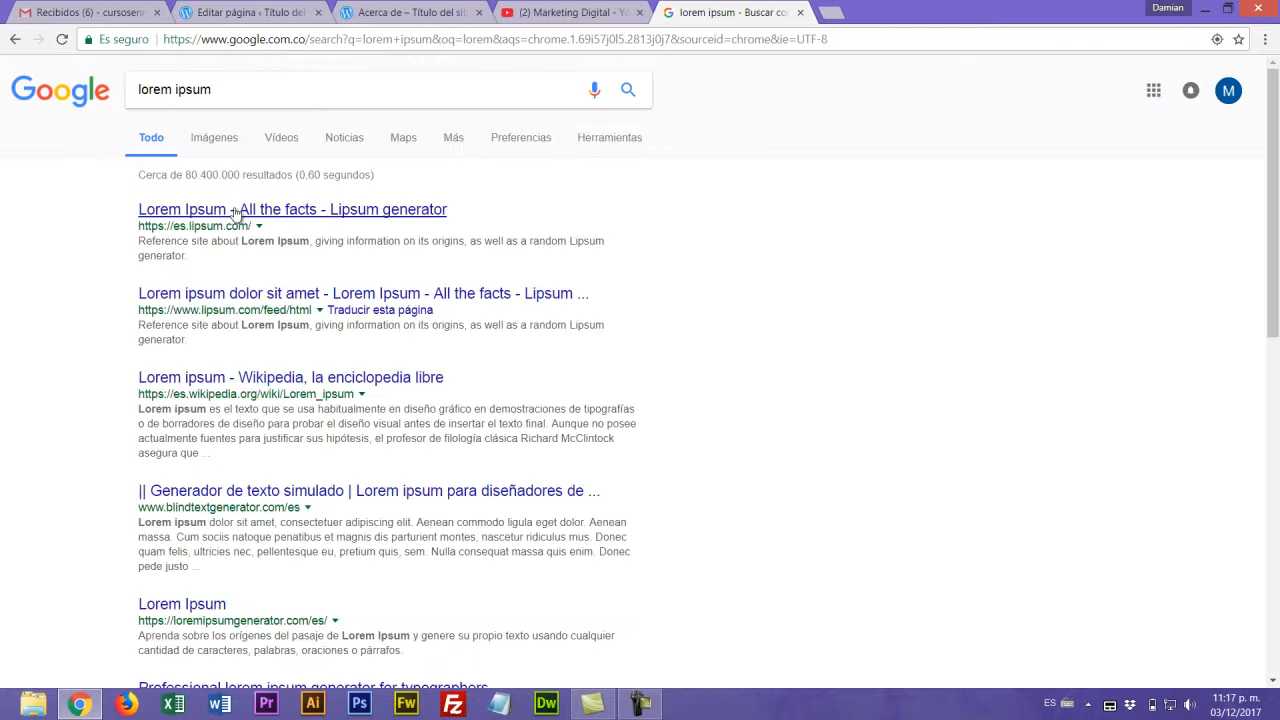 Recibidos (6) - cursosen
Editar página ‹ Título del
Acerca de – Título del sit
(2) Marketing Digital - Yo
lorem ipsum - Buscar co
Damian
Es seguro
https://www.google.com.co/search?q=lorem+ipsum&oq=lorem&aqs=chrome.1.69i57j0l5.2813j0j7&sourceid=chrome&ie=UTF-8
Google
lorem ipsum
M
Todo
Imágenes
Vídeos
Noticias
Maps
Más
Preferencias
Herramientas
Cerca de 80.400.000 resultados (0,60 segundos)
Lorem Ipsum - All the facts - Lipsum generator
https://es.lipsum.com/
Reference site about Lorem Ipsum, giving information on its origins, as well as a random Lipsum
generator.
Lorem ipsum dolor sit amet - Lorem Ipsum - All the facts - Lipsum ...
https://www.lipsum.com/feed/html Traducir esta página
Reference site about Lorem Ipsum, giving information on its origins, as well as a random Lipsum
generator.
Lorem ipsum - Wikipedia, la enciclopedia libre
https://es.wikipedia.org/wiki/Lorem_ipsum
Lorem ipsum es el texto que se usa habitualmente en diseño gráfico en demostraciones de tipografías
o de borradores de diseño para probar el diseño visual antes de insertar el texto final. Aunque no posee
actualmente fuentes para justificar sus hipótesis, el profesor de filología clásica Richard McClintock
asegura que ...
|| Generador de texto simulado | Lorem ipsum para diseñadores de ...
www.blindtextgenerator.com/es
Lorem ipsum dolor sit amet, consectetuer adipiscing elit. Aenean commodo ligula eget dolor. Aenean
massa. Cum sociis natoque penatibus et magnis dis parturient montes, nascetur ridiculus mus. Donec
quam felis, ultricies nec, pellentesque eu, pretium quis, sem. Nulla consequat massa quis enim. Donec
pede justo ...
Lorem Ipsum
https://loremipsumgenerator.com/es/
Aprenda sobre los orígenes del pasaje de Lorem Ipsum y genere su propio texto usando cualquier
cantidad de caracteres, palabras, oraciones o párrafos.
Professional lorem ipsum generator for typographers
Pr
Ai
Ps
Fw
Fz
Dw
ES
11:17 p. m.
03/12/2017